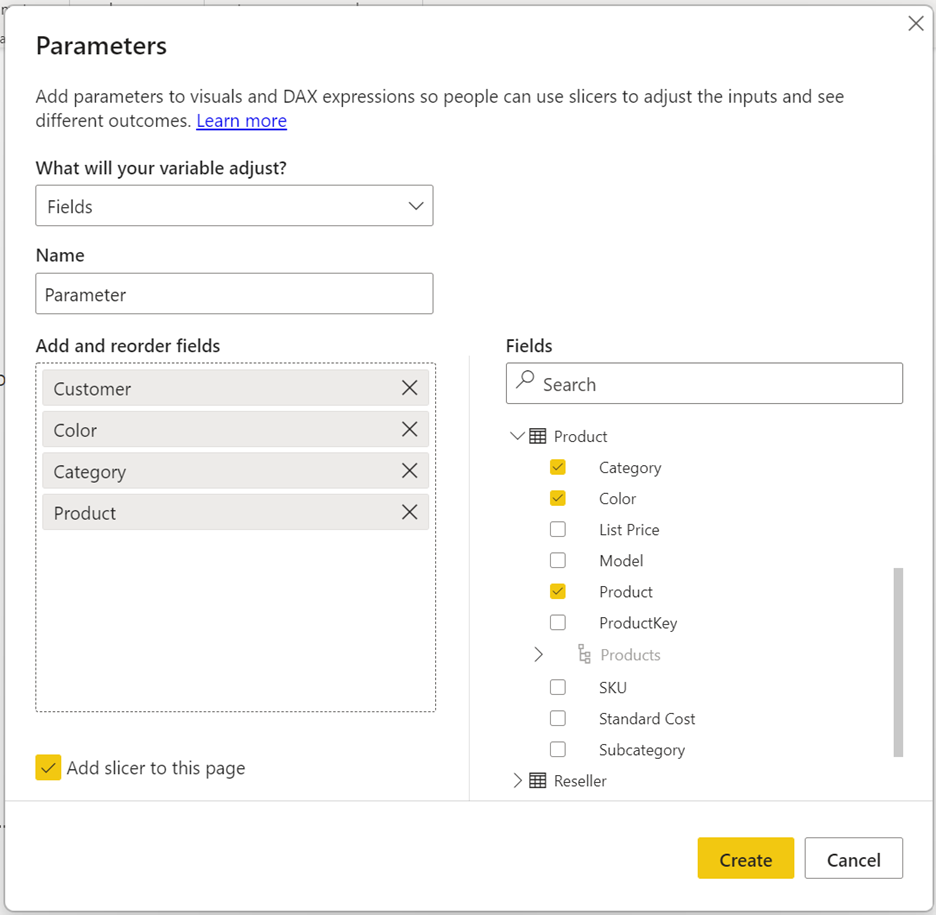 Parameters
Add parameters to visuals and DAX expressions so people can use slicers to adjust the inputs and see
different outcomes. Learn more
What will your variable adjust?
Fields
Name
Parameter
Add and reorder fields
Customer
Color
Category
Product
Add slicer to this page
Fields
Search
Product
Category
Color
List Price
Model
Product
ProductKey
Products
SKU
Standard Cost
Subcategory
Reseller
Create
Cancel